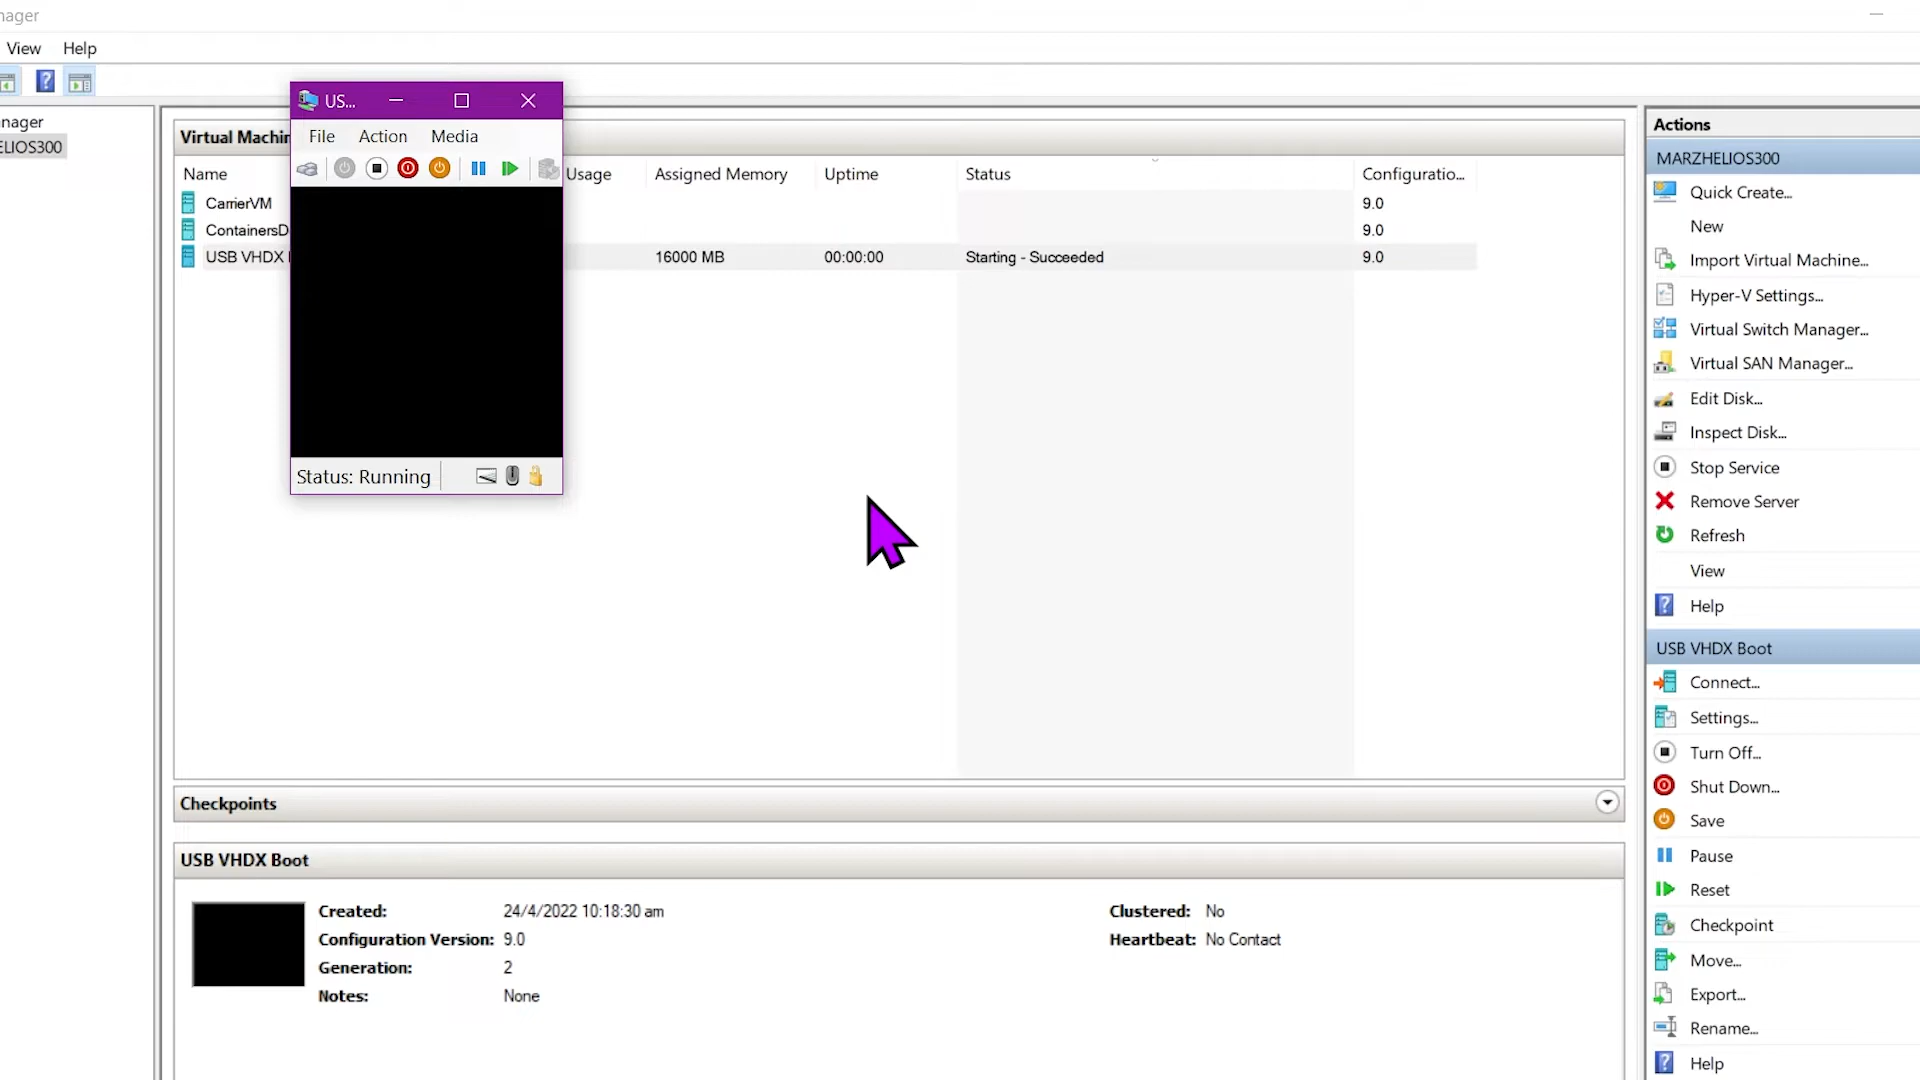 nager
View Help
nager
ELIOS300
US...
File Action Media
Status: Running
Virtual Machin
Name Usage Assigned Memory Uptime Status Configuratio...
CarrierVM 9.0
ContainersD 9.0
USB VHDX 16000 MB 00:00:00 Starting - Succeeded 9.0
Checkpoints
USB VHDX Boot
Created: 24/4/2022 10:18:30 am
Configuration Version: 9.0
Generation: 2
Notes: None
Clustered: No
Heartbeat: No Contact
Actions
MARZHELIOS300
Quick Create...
New
Import Virtual Machine...
Hyper-V Settings...
Virtual Switch Manager...
Virtual SAN Manager...
Edit Disk...
Inspect Disk...
Stop Service
Remove Server
Refresh
View
Help
USB VHDX Boot
Connect...
Settings...
Turn Off...
Shut Down...
Save
Pause
Reset
Checkpoint
Move...
Export...
Rename...
Help